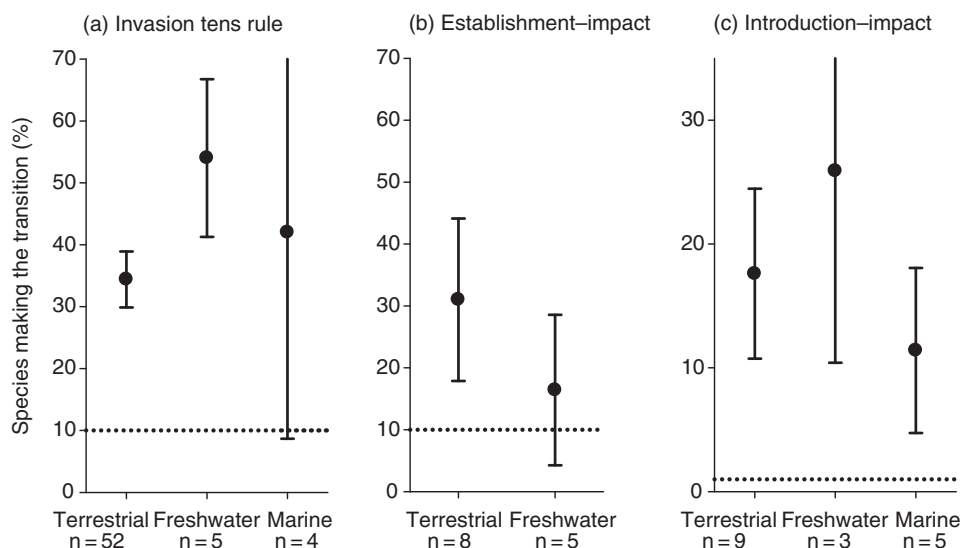 (a) Invasion tens rule
(b) Establishment–impact
(c) Introduction–impact
Species making the transition (%)
70
60
50
40
30
20
10
0
Terrestrial Freshwater Marine
n=52 n=5 n=4
70
60
50
40
30
20
10
0
Terrestrial Freshwater
n=8 n=5
30
20
10
0
Terrestrial Freshwater Marine
n=9 n=3 n=5